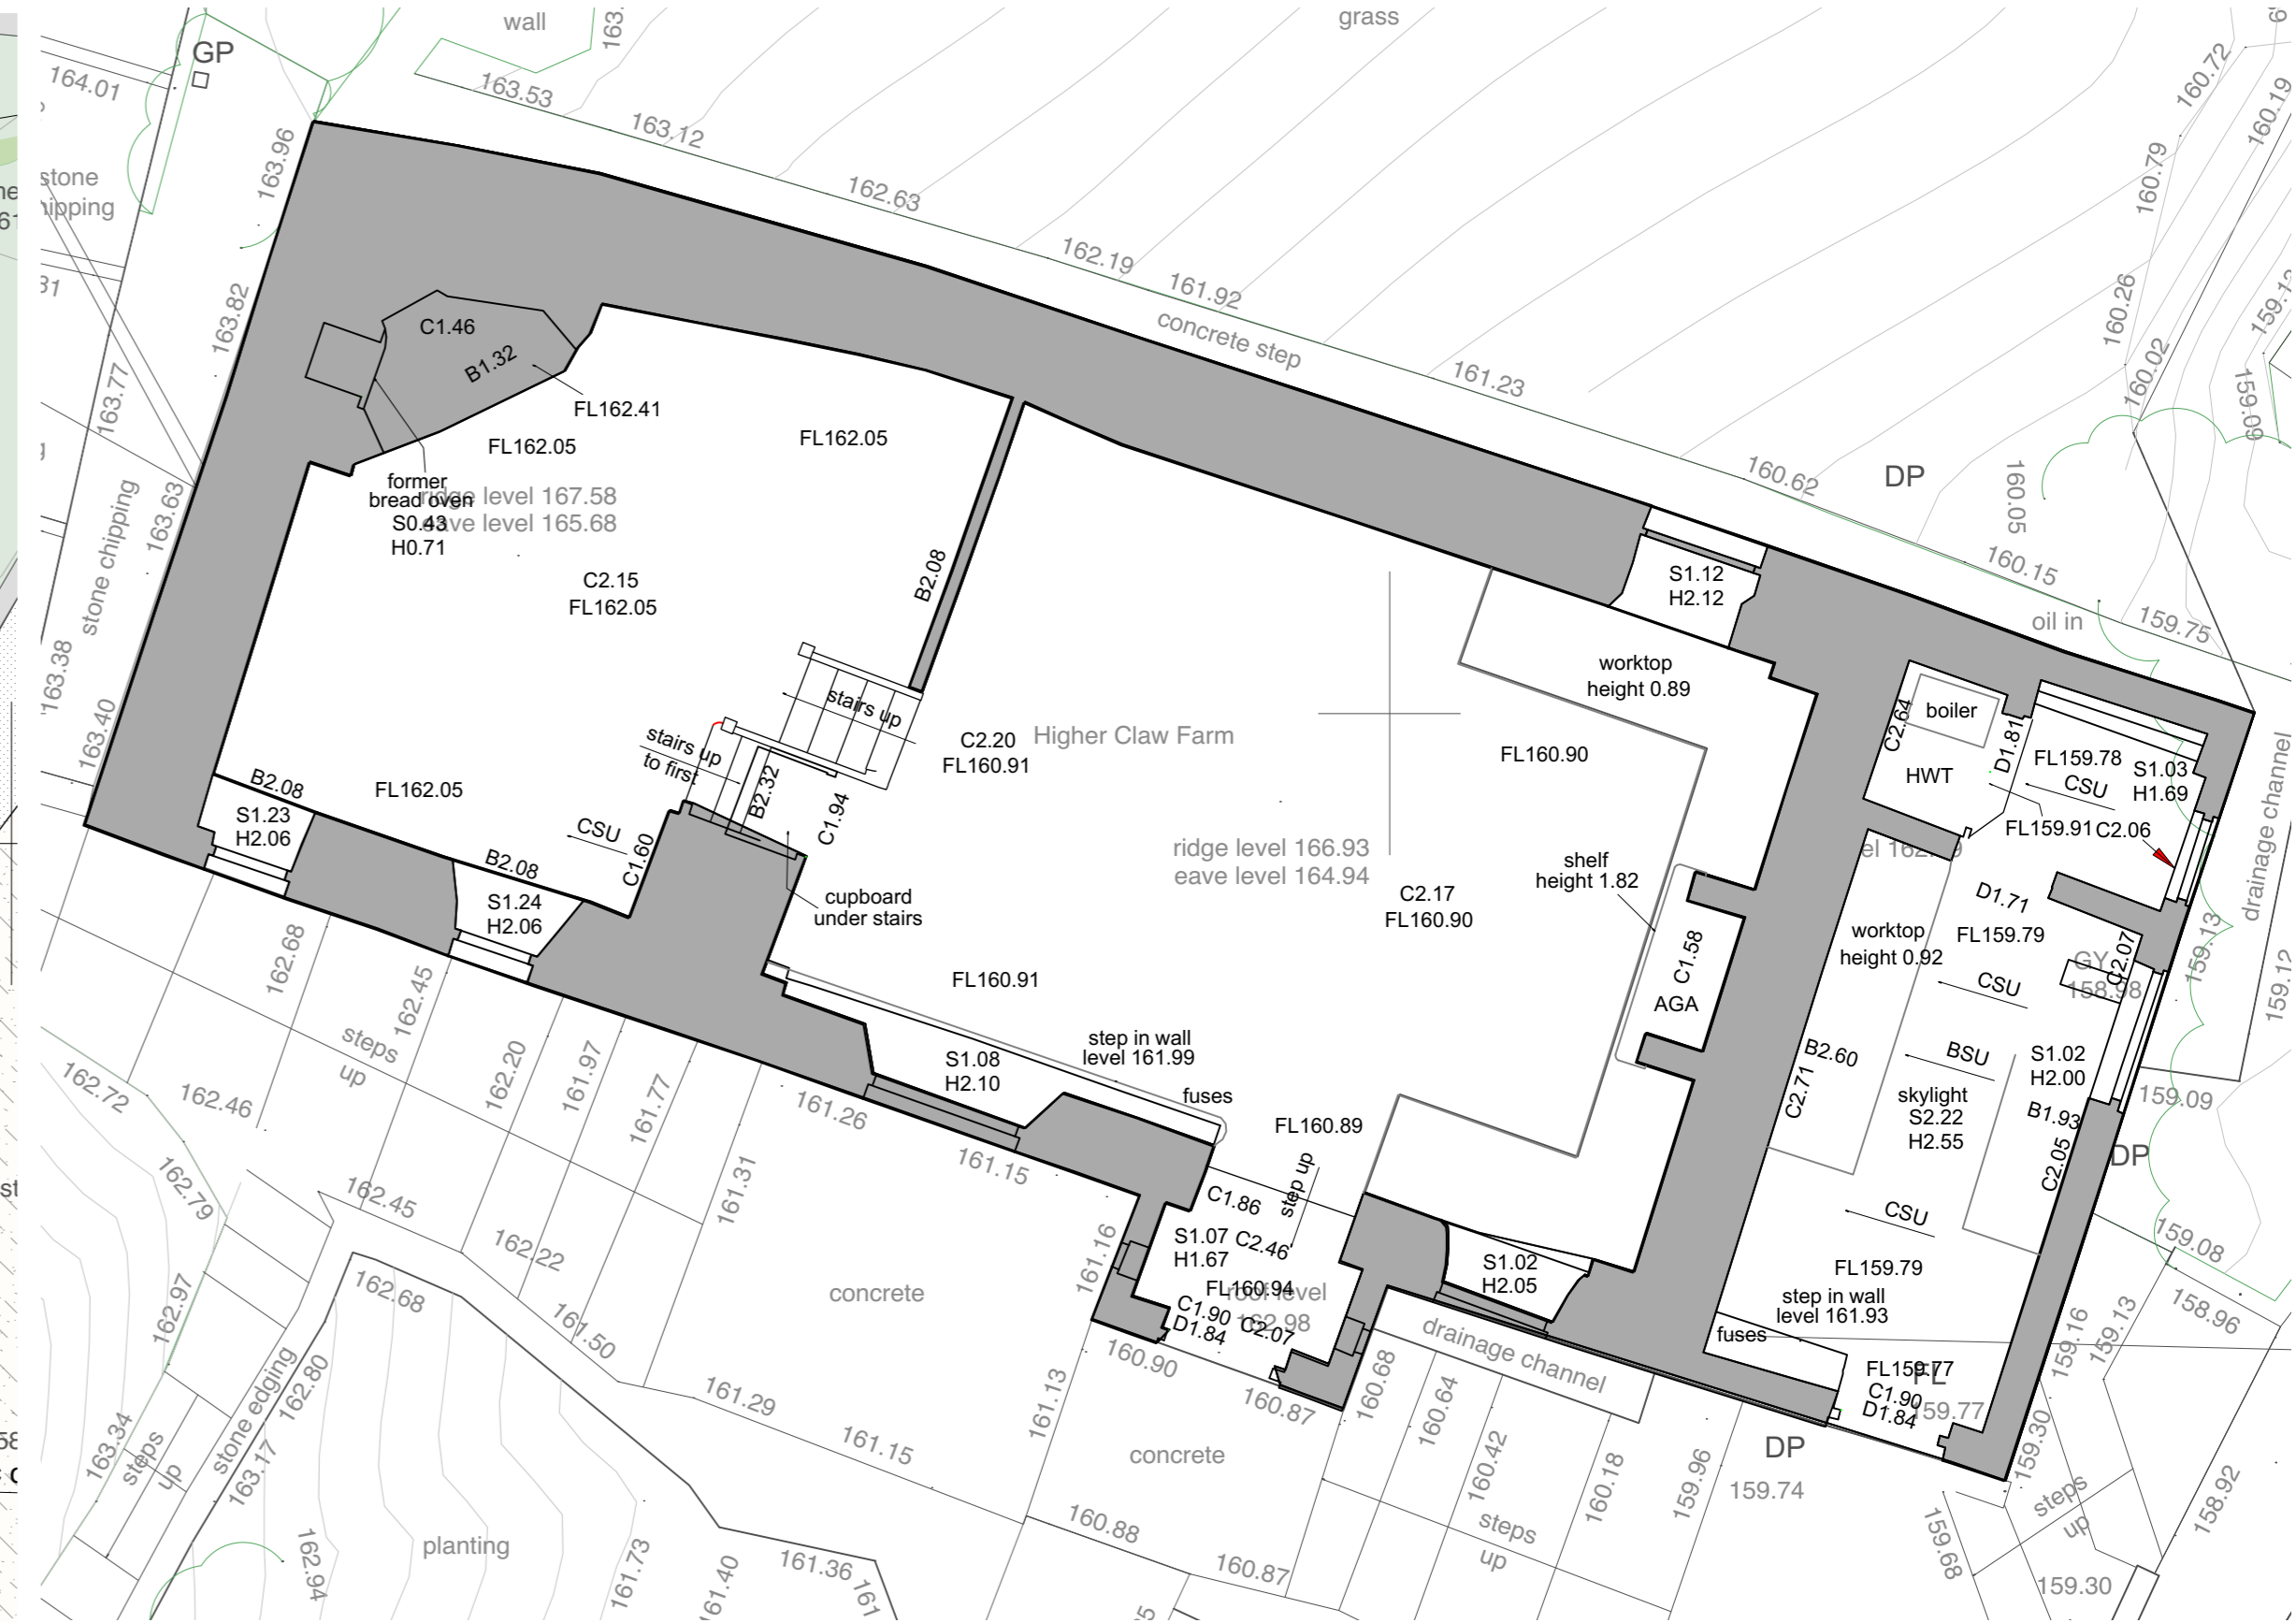 wall
163.
grass
GP
164.01
163.53
163.12
160.72
160.19
163.96
stone
160.79
162.63
162.19
161.92
concrete step
163.82
C1.46
B1.32
FL162.41
161.23
160.26
160.02
159.09
163.77
FL162.05
FL162.05
160.62
DP
160.05
former
bread oven
S0.43
H0.71
ridge level 167.58
eave level 165.68
stone chipping
163.63
C2.15
FL162.05
B2.08
S1.12
H2.12
160.15
oil in
159.75
163.38
163.40
worktop
height 0.89
stairs up
stairs up
to first
C2.20
FL160.91
Higher Claw Farm
FL160.90
C2.64
boiler
D1.81
HWT
FL159.78
CSU
S1.03
H1.69
drainage channel
B2.08
FL162.05
S1.23
H2.06
CSU
C1.60
B2.32
C1.94
FL159.91
C2.06
ridge level 166.93
eave level 164.94
shelf
height 1.82
B2.08
S1.24
H2.06
cupboard
under stairs
C2.17
FL160.90
D1.71
FL159.79
worktop
height 0.92
C2.07
GY
158.98
159.13
159.12
162.68
162.45
FL160.91
C1.58
AGA
CSU
steps
up
step in wall
level 161.99
S1.08
H2.10
fuses
B2.60
BSU
S1.02
H2.00
162.72
162.46
162.20
161.97
161.77
161.26
FL160.89
C2.71
skylight
S2.22
H2.55
B1.93
C2.05
159.09
DP
162.79
162.45
161.31
161.15
step up
C1.86
CSU
S1.07
H1.67
C2.46
S1.02
H2.05
FL159.79
159.08
162.22
161.16
FL160.94
roof level
162.98
C1.90
D1.84
C2.07
step in wall
level 161.93
fuses
162.97
162.68
concrete
158.96
161.50
160.90
drainage channel
159.16
159.13
stone edging
162.80
161.29
161.13
160.87
160.68
160.64
FL159.77
C1.90
D1.84
FL
159.77
163.34
steps
up
163.17
161.15
concrete
160.42
160.18
159.96
DP
159.74
159.30
steps
up
158.92
160.88
steps
up
162.94
planting
161.73
161.40
161.36
161
160.87
159.68
159.30